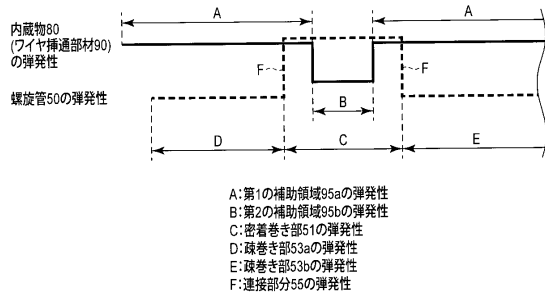 A
A
内蔵物80
(ワイヤ挿通部材90)
の弾発性
F
F
螺旋管50の弾発性
B
D
C
E
A:第1の補助領域95aの弾発性
B:第2の補助領域95bの弾発性
C:密着巻き部51の弾発性
D:疎巻き部53aの弾発性
E:疎巻き部53bの弾発性
F:連接部分55の弾発性